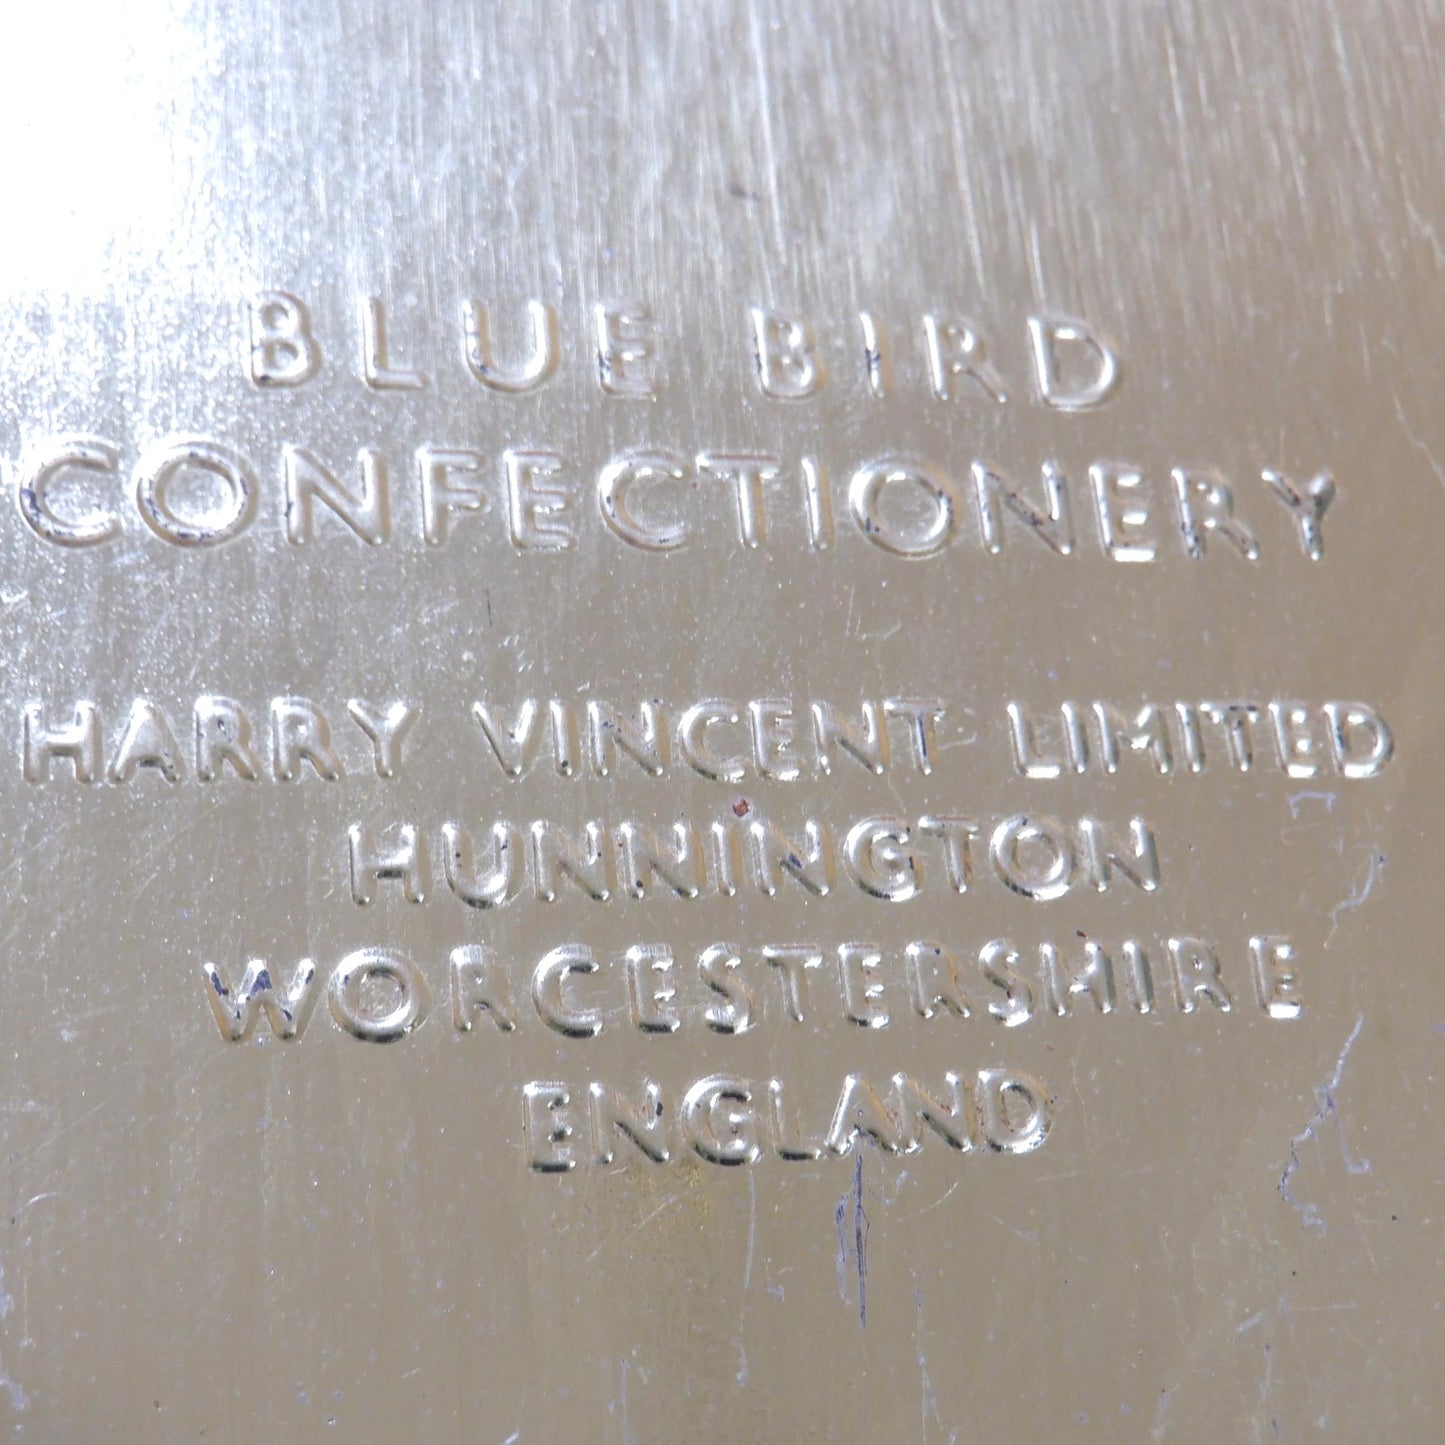 BLUE BIRD
CONFECTIONERY
HARRY VINCENT LIMITED
HUNNINGTON
WORCESTERSHIRE
ENGLAND